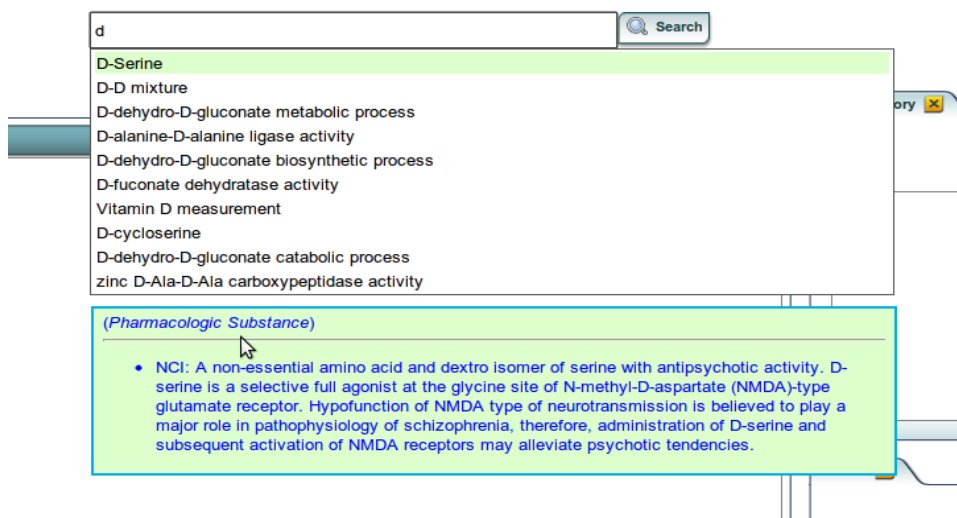 d
Search
D-Serine
D-D mixture
D-dehydro-D-gluconate metabolic process
D-alanine-D-alanine ligase activity
D-dehydro-D-gluconate biosynthetic process
D-fuconate dehydratase activity
Vitamin D measurement
D-cycloserine
D-dehydro-D-gluconate catabolic process
zinc D-Ala-D-Ala carboxypeptidase activity
ory
(Pharmacologic Substance)
• NCI: A non-essential amino acid and dextro isomer of serine with antipsychotic activity. D-
serine is a selective full agonist at the glycine site of N-methyl-D-aspartate (NMDA)-type
glutamate receptor. Hypofunction of NMDA type of neurotransmission is believed to play a
major role in pathophysiology of schizophrenia, therefore, administration of D-serine and
subsequent activation of NMDA receptors may alleviate psychotic tendencies.